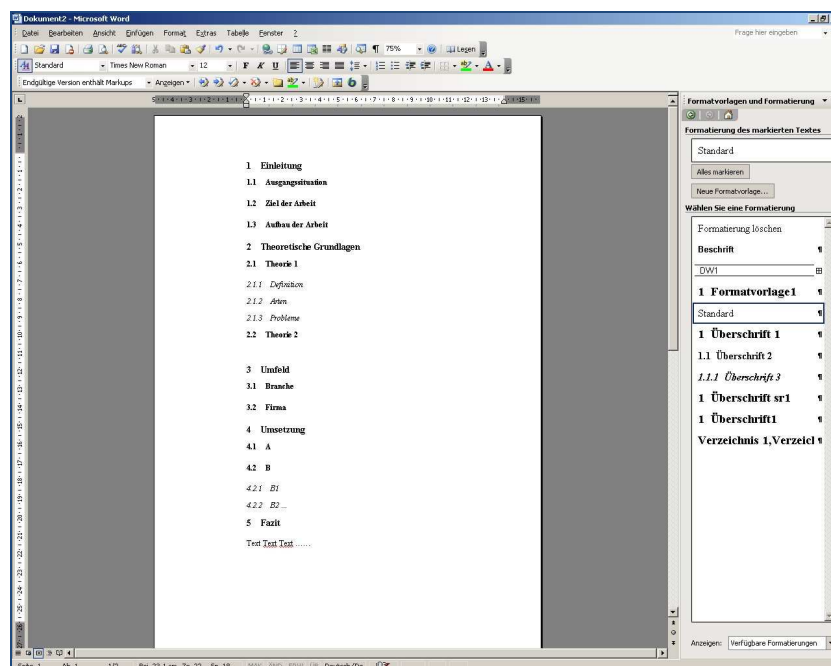 Dokument2 - Microsoft Word
Datei Bearbeiten Ansicht Einfügen Format Extras Tabelle Fenster ? Frage hier eingeben
¶ 75% Lesen
Standard Times New Roman 12 F K U
Endgültige Version enthält Markups Anzeigen
Formatvorlagen und Formatierung
Formatierung des markierten Textes
Standard
Alles markieren
Neue Formatvorlage...
Wählen Sie eine Formatierung
Formatierung löschen
Beschrift ¶
DW1
1 Formatvorlage1 ¶
Standard ¶
1 Überschrift 1 ¶
1.1 Überschrift 2 ¶
1.1.1 Überschrift 3 ¶
1 Überschrift sr1 ¶
1 Überschrift1 ¶
Verzeichnis 1,Verzeicl ¶
Anzeigen: Verfügbare Formatierungen
1 Einleitung
1.1 Ausgangssituation
1.2 Ziel der Arbeit
1.3 Aufbau der Arbeit
2 Theoretische Grundlagen
2.1 Theorie 1
2.1.1 Definition
2.1.2 Arten
2.1.3 Probleme
2.2 Theorie 2
3 Umfeld
3.1 Branche
3.2 Firma
4 Umsetzung
4.1 A
4.2 B
4.2.1 B1
4.2.2 B2 ...
5 Fazit
Text Text Text ……